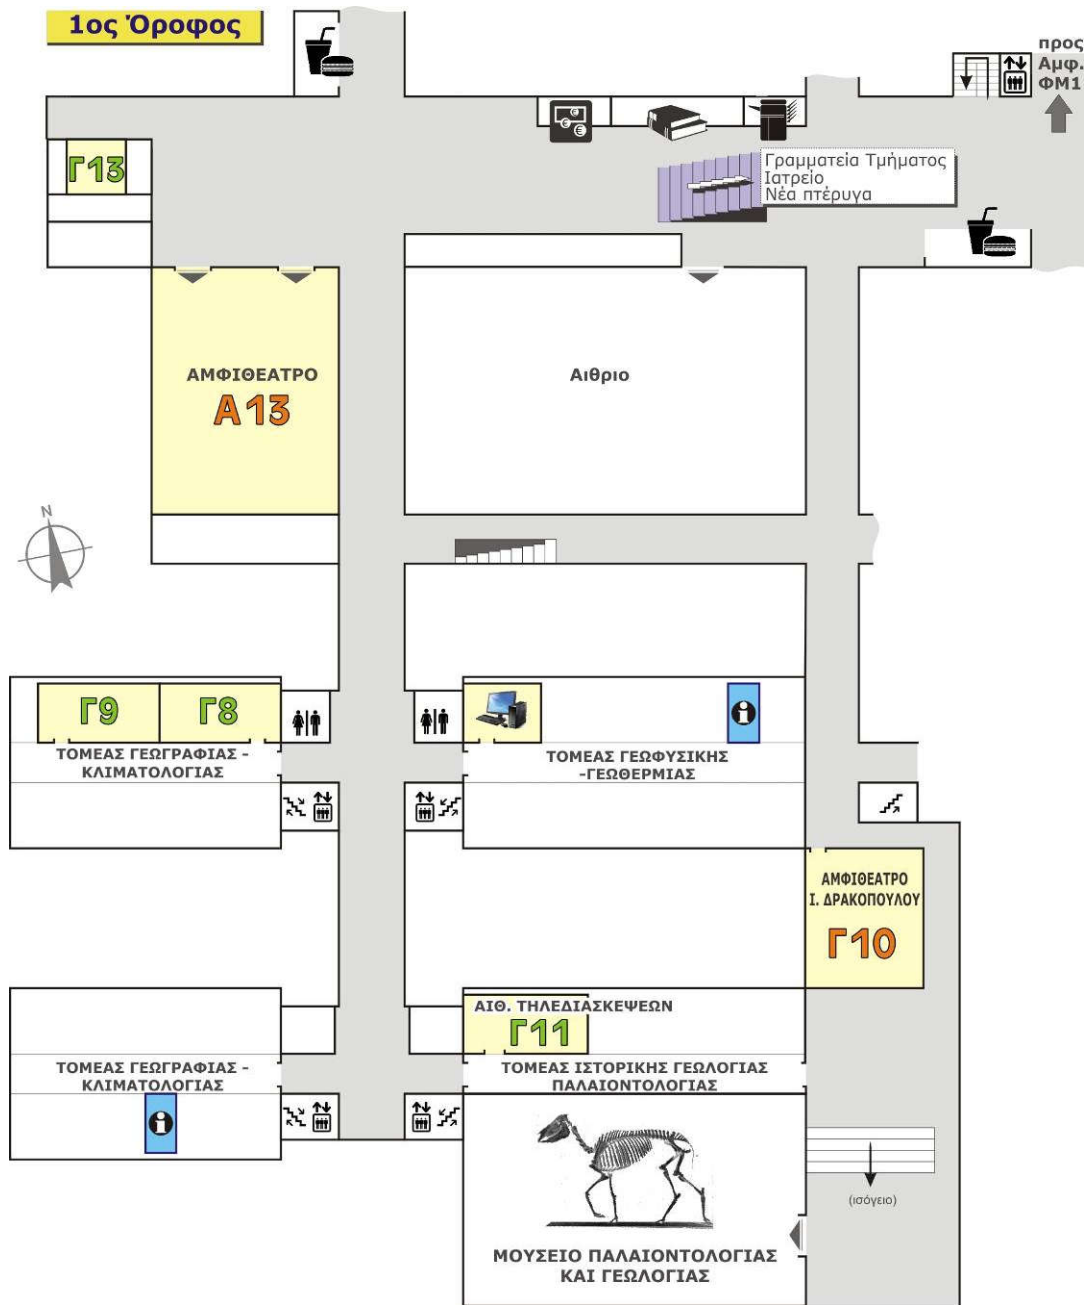 1ος Όροφος
προς
Αμφ.
ΦΜ1
Γ13
Γραμματεία Τμήματος
Ιατρείο
Νέα πτέρυγα
ΑΜΦΙΘΕΑΤΡΟ
Α13
Αιθριο
N
Γ9
Γ8
ΤΟΜΕΑΣ ΓΕΩΓΡΑΦΙΑΣ -
ΚΛΙΜΑΤΟΛΟΓΙΑΣ
ΤΟΜΕΑΣ ΓΕΩΦΥΣΙΚΗΣ
-ΓΕΩΘΕΡΜΙΑΣ
ΑΜΦΙΘΕΑΤΡΟ
Ι. ΔΡΑΚΟΠΟΥΛΟΥ
Γ10
ΑΙΘ. ΤΗΛΕΔΙΑΣΚΕΨΕΩΝ
Γ11
ΤΟΜΕΑΣ ΓΕΩΓΡΑΦΙΑΣ -
ΚΛΙΜΑΤΟΛΟΓΙΑΣ
ΤΟΜΕΑΣ ΙΣΤΟΡΙΚΗΣ ΓΕΩΛΟΓΙΑΣ
ΠΑΛΑΙΟΝΤΟΛΟΓΙΑΣ
(ισόγειο)
ΜΟΥΣΕΙΟ ΠΑΛΑΙΟΝΤΟΛΟΓΙΑΣ
ΚΑΙ ΓΕΩΛΟΓΙΑΣ